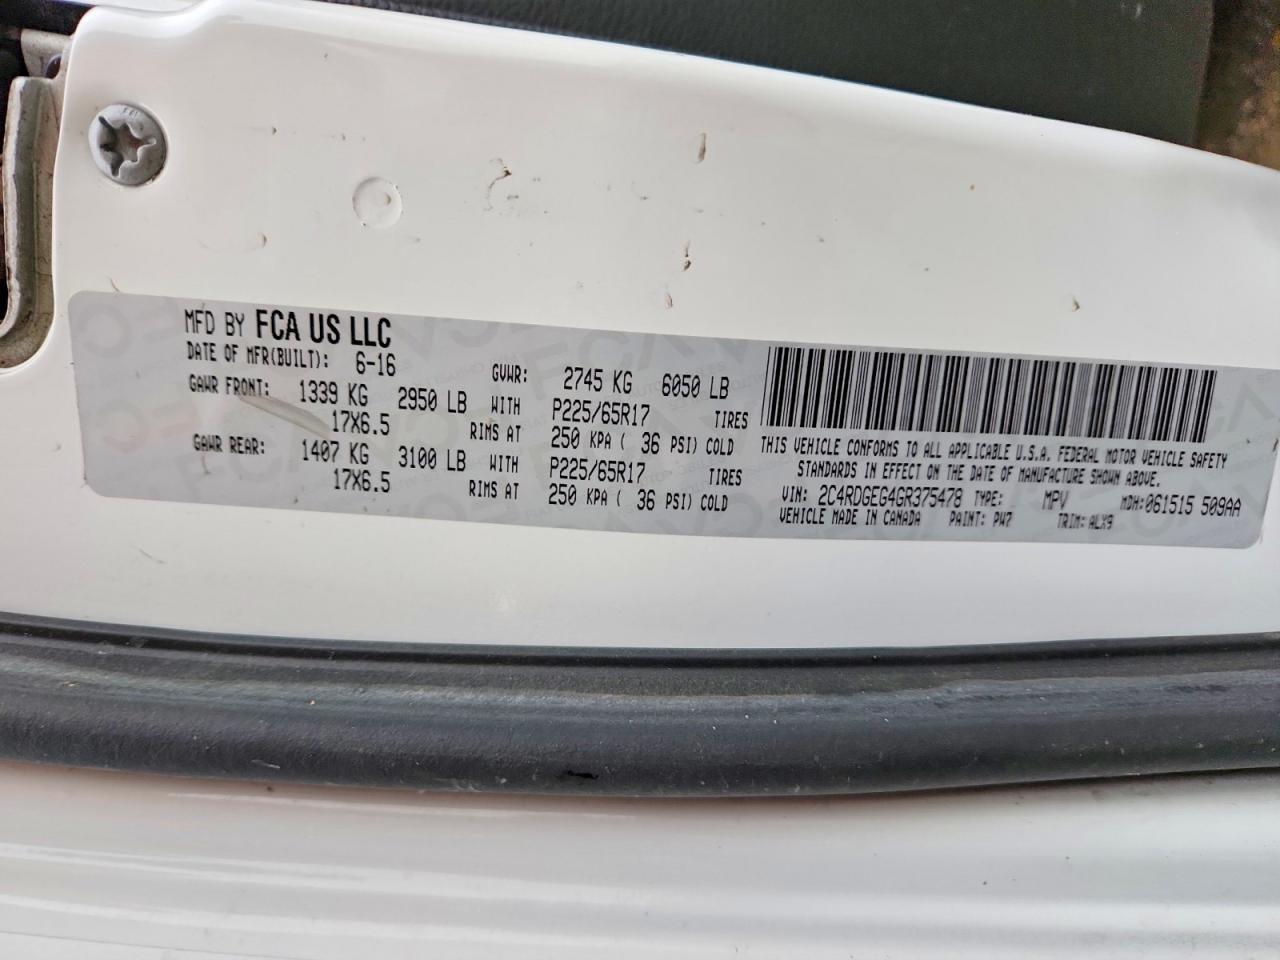 MFD BY FCA US LLC
DATE OF MFR(BUILT): 6-16 GVWR: 2745 KG 6050 LB
GAWR FRONT: 1339 KG 2950 LB WITH P225/65R17 TIRES
17X6.5 RIMS AT 250 KPA ( 36 PSI) COLD
GAWR REAR: 1407 KG 3100 LB WITH P225/65R17 TIRES
17X6.5 RIMS AT 250 KPA ( 36 PSI) COLD
THIS VEHICLE CONFORMS TO ALL APPLICABLE U.S.A. FEDERAL MOTOR VEHICLE SAFETY
STANDARDS IN EFFECT ON THE DATE OF MANUFACTURE SHOWN ABOVE.
VIN: 2C4RDGEG4GR375478 TYPE: MPV MDH:061515 509AA
VEHICLE MADE IN CANADA PAINT: PW7 TRIM:ALX9